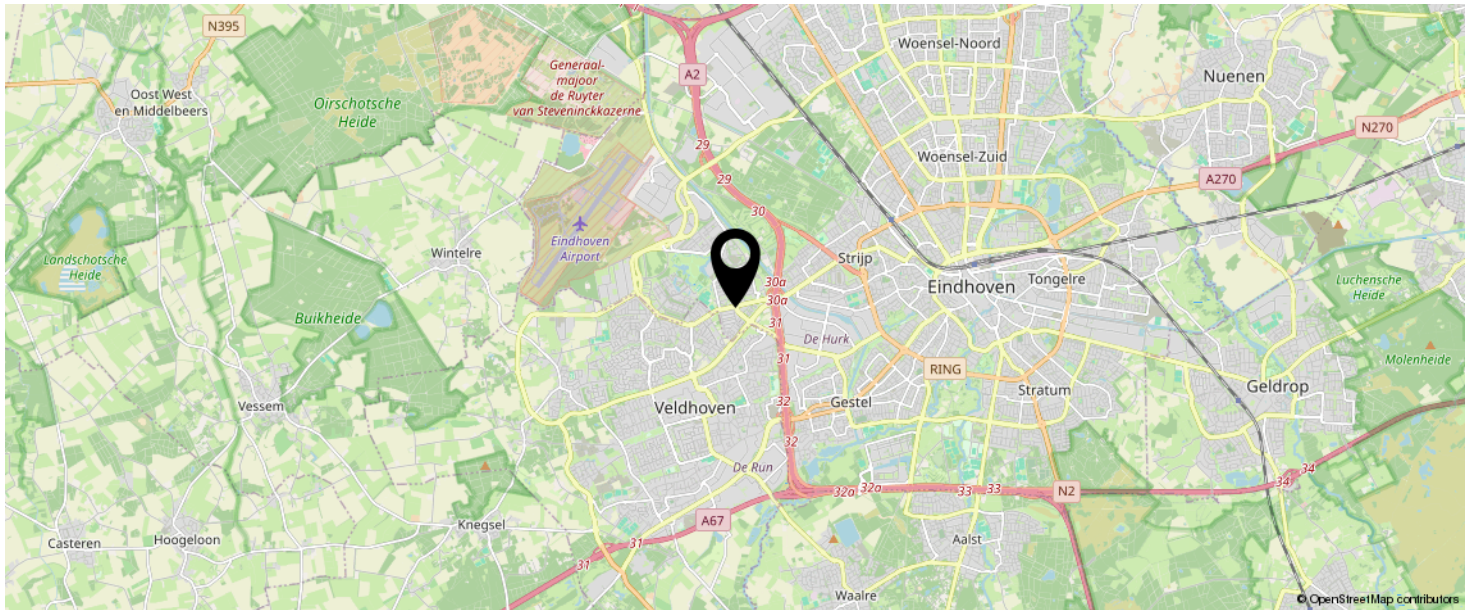 N395
Woensel-Noord
Generaal-
majoor
de Ruyter
van Steveninckkazerne
A2
Nuenen
Oost West
en Middelbeers
Oirschotsche
Heide
N270
29
Woensel-Zuid
29
A270
30
Eindhoven
Airport
Wintelre
Landschotsche
Heide
Strijp
Tongelre
Eindhoven
Luchensche
Heide
30a
30a
Buikheide
31
De Hurk
31
Molenheide
RING
Geldrop
Stratum
32
Gestel
Vessem
Veldhoven
32
De Run
34
34
32a
32a
33
33
N2
A67
Knegsel
31
31
Casteren
Hoogeloon
Aalst
Waalre
© OpenStreetMap contributors